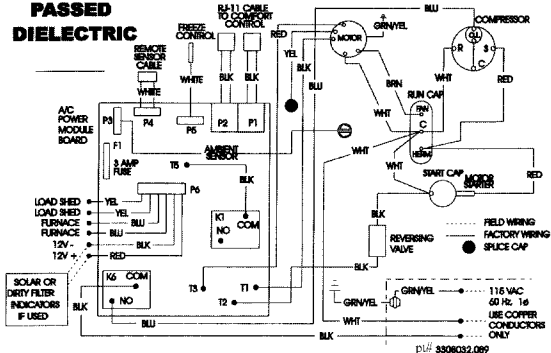 PASSED
DIELECTRIC
RJ-11 CABLE
TO COMFORT
CONTROL
FREEZE
CONTROL
REMOTE
SENSOR
CABLE
WHITE
WHITE
BLK
BLK
RED
YEL
BLK
BLU
MOTOR
GRN/YEL
BLU
COMPRESSOR
O.L.
R
S
C
BRN
WHT
WHT
RED
RUN CAP
FAN
C
HERM
A/C
POWER
MODULE
BOARD
P3
P4
P5
P2
P1
F1
3 AMP
FUSE
AMBIENT
SENSOR
T5
BLK
P6
K1
COM
NO
WHT
WHT
WHT
START CAP
MOTOR
STARTER
RED
LOAD SHED
YEL
LOAD SHED
YEL
FURNACE
BLU
FURNACE
BLU
12V -
BLK
12V +
RED
BLK
REVERSING
VALVE
FIELD WIRING
FACTORY WIRING
SPLICE CAP
SOLAR OR
DIRTY FILTER
INDICATORS
IF USED
K6
COM
NO
T3
T1
T2
BLK
BLK
BLU
GRN/YEL
GRN/YEL
115 VAC
60 Hz. 1ø
WHT
USE COPPER
CONDUCTORS
BLK
ONLY
pl# 3308032.089